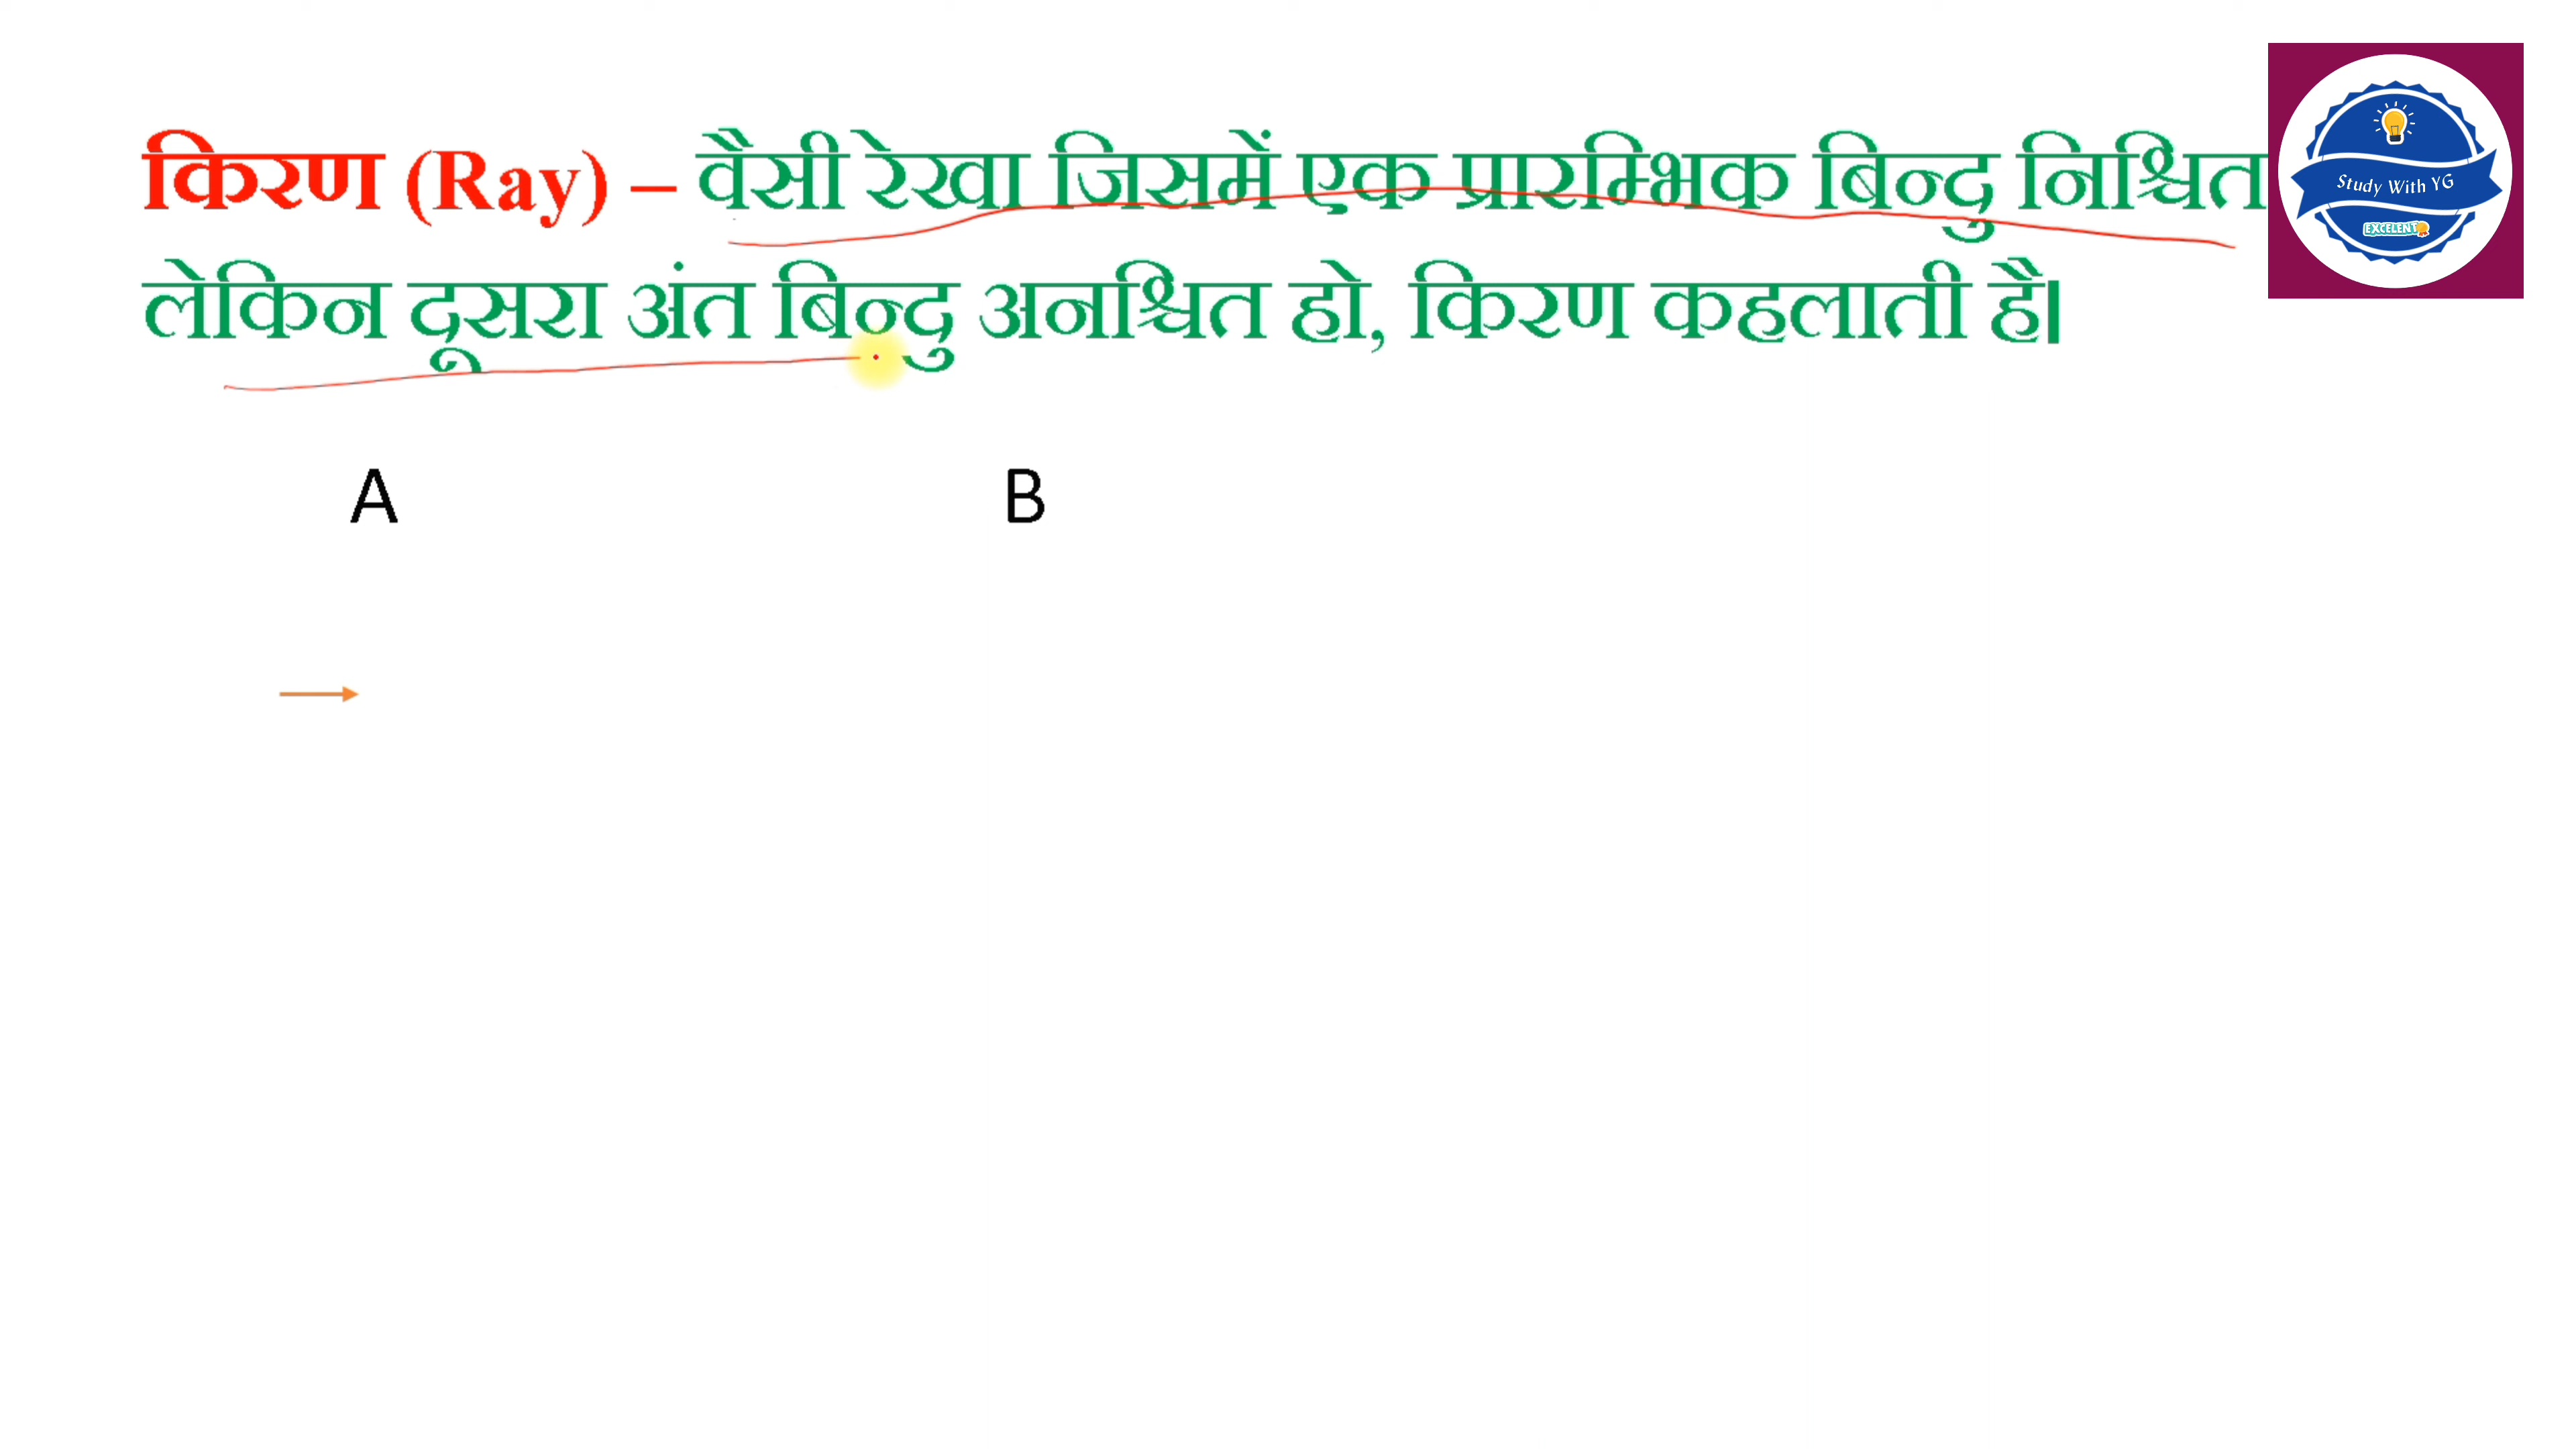 किरण (Ray) – वैसी रेखा जिसमें एक प्रारम्भिक बिन्दु निश्चित
लेकिन दूसरा अंत बिन्दु अनश्चित हो, किरण कहलाती है।
A B
Study With YG
EXCELENT